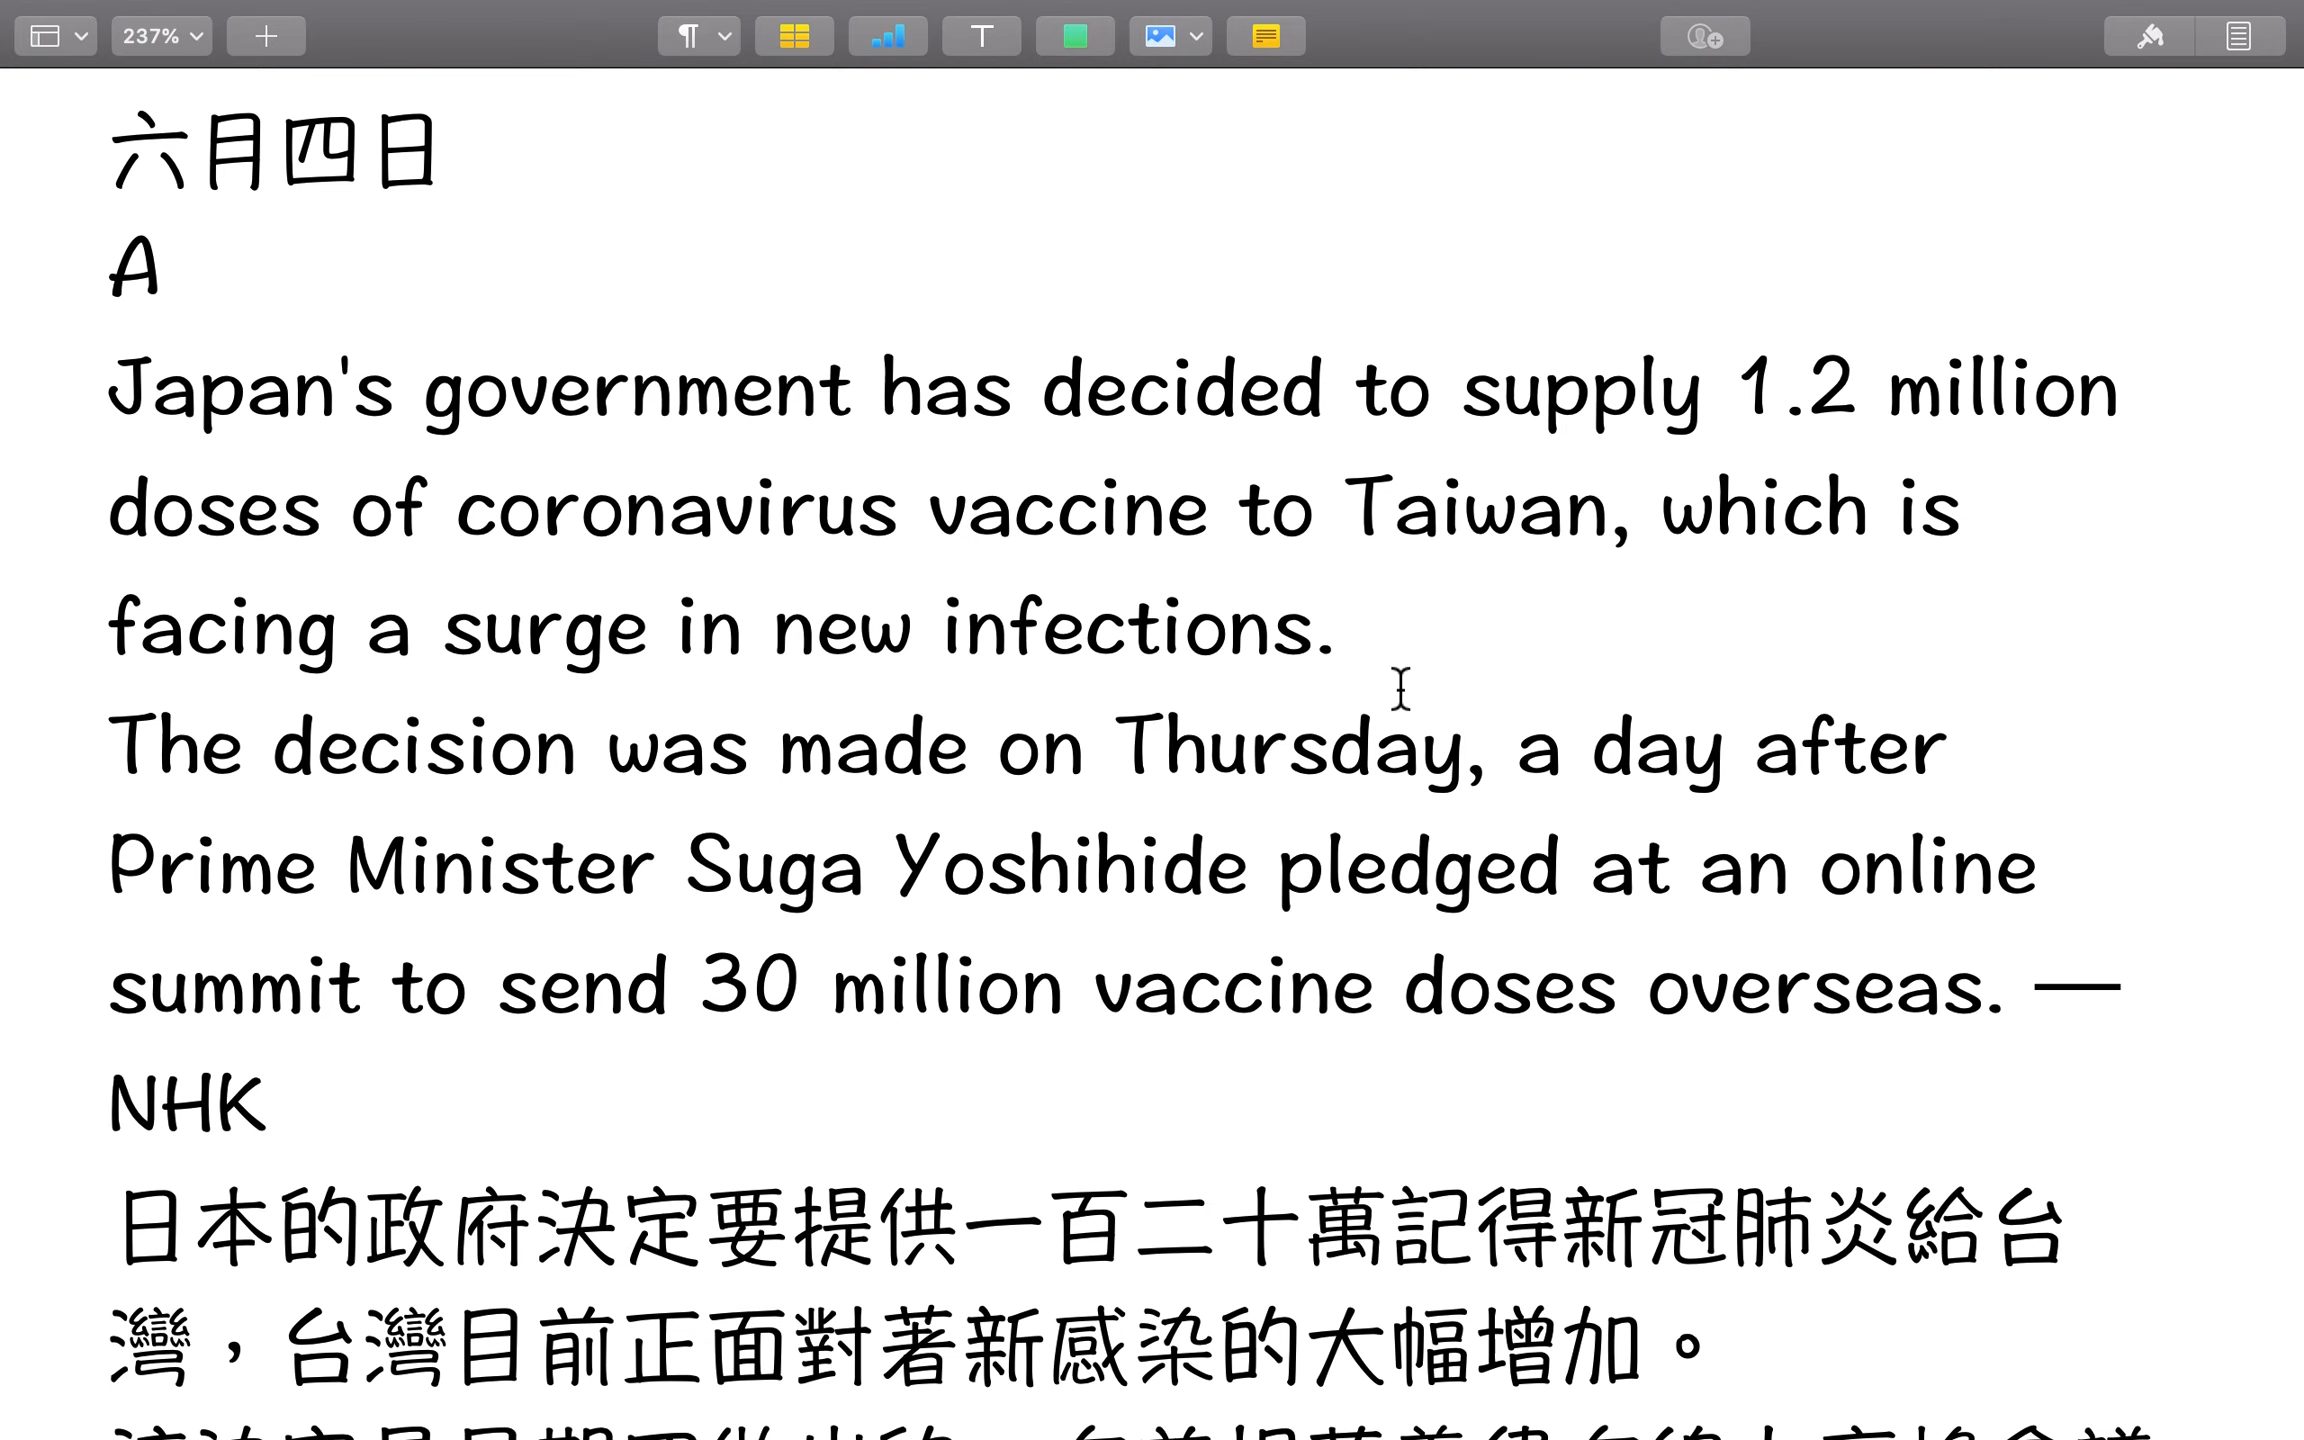 237%
六月四日
A
Japan's government has decided to supply 1.2 million
doses of coronavirus vaccine to Taiwan, which is
facing a surge in new infections.
The decision was made on Thursday, a day after
Prime Minister Suga Yoshihide pledged at an online
summit to send 30 million vaccine doses overseas. —
NHK
日本的政府決定要提供一百二十萬記得新冠肺炎給台
灣，台灣目前正面對著新感染的大幅增加。